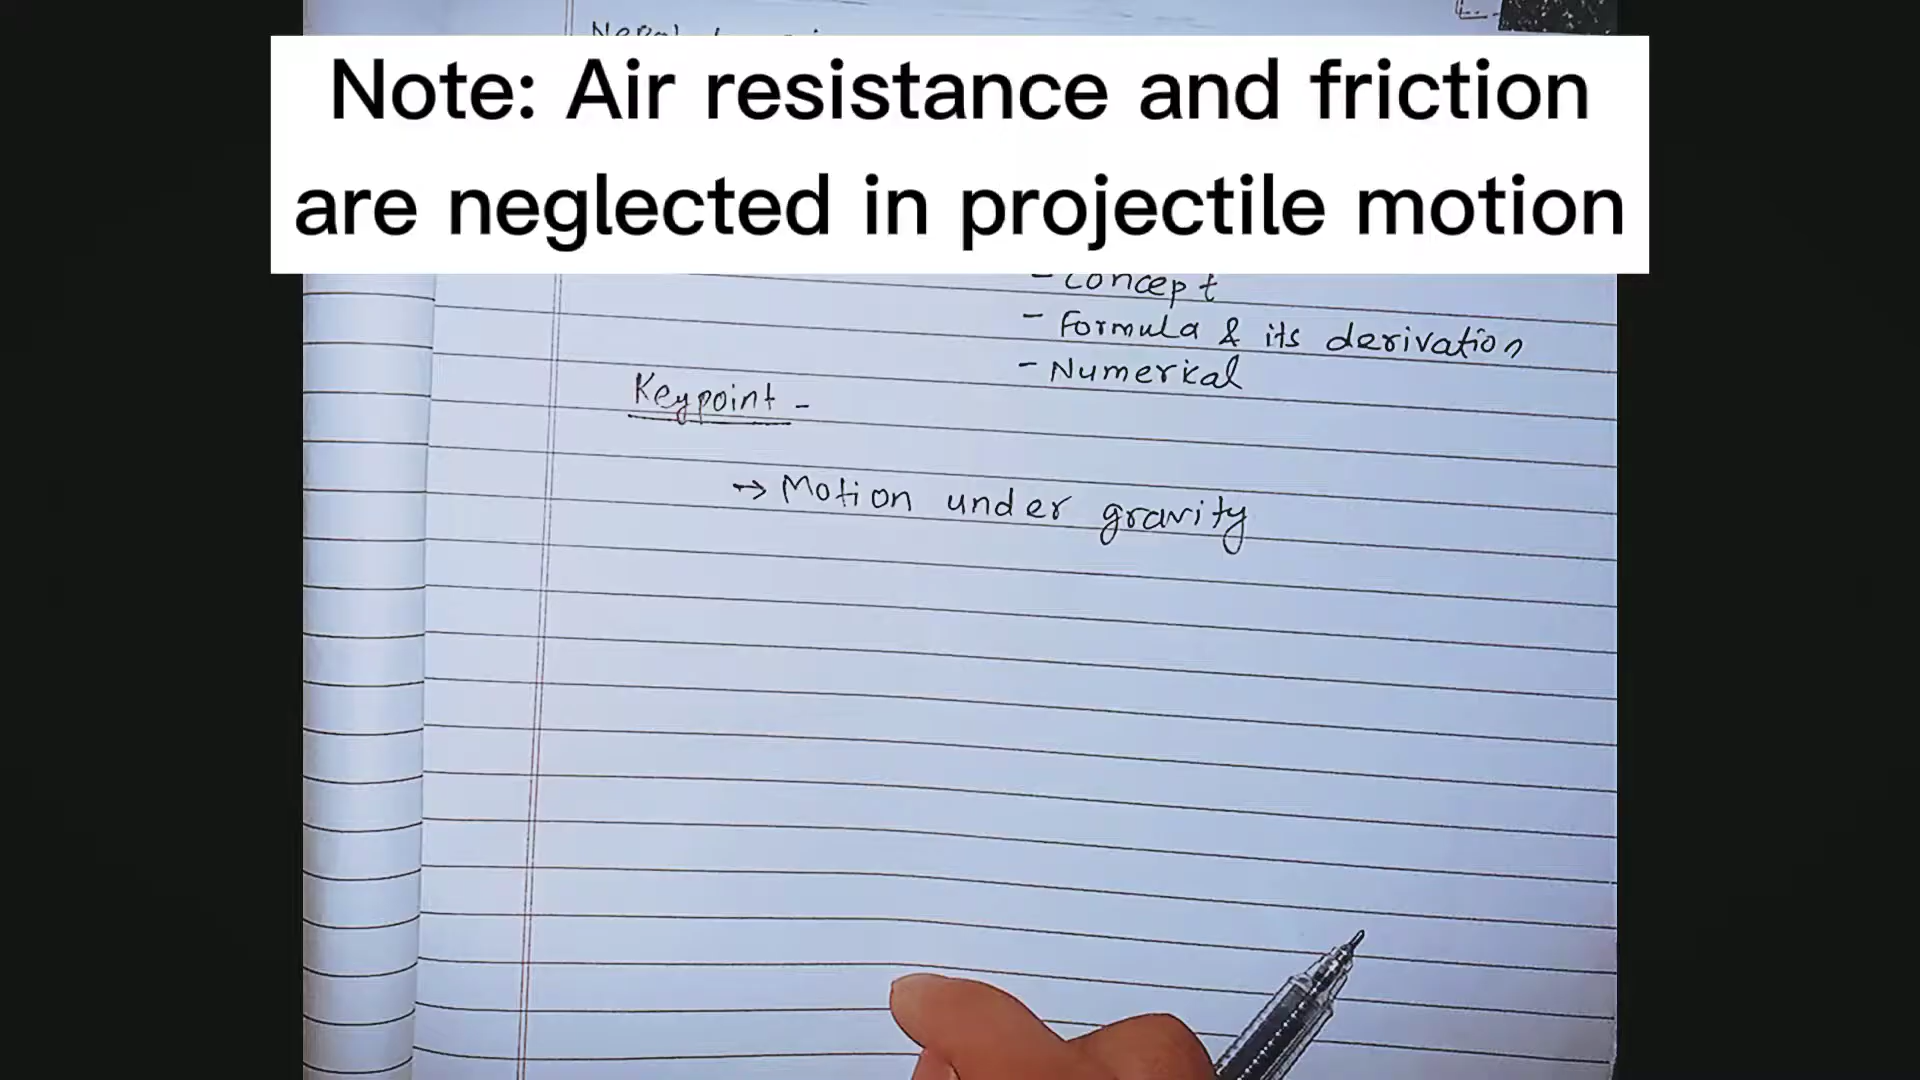 Note: Air resistance and friction
are neglected in projectile motion
- Concept
- Formula & its derivation
- Numerical
Keypoint -
→ Motion under gravity